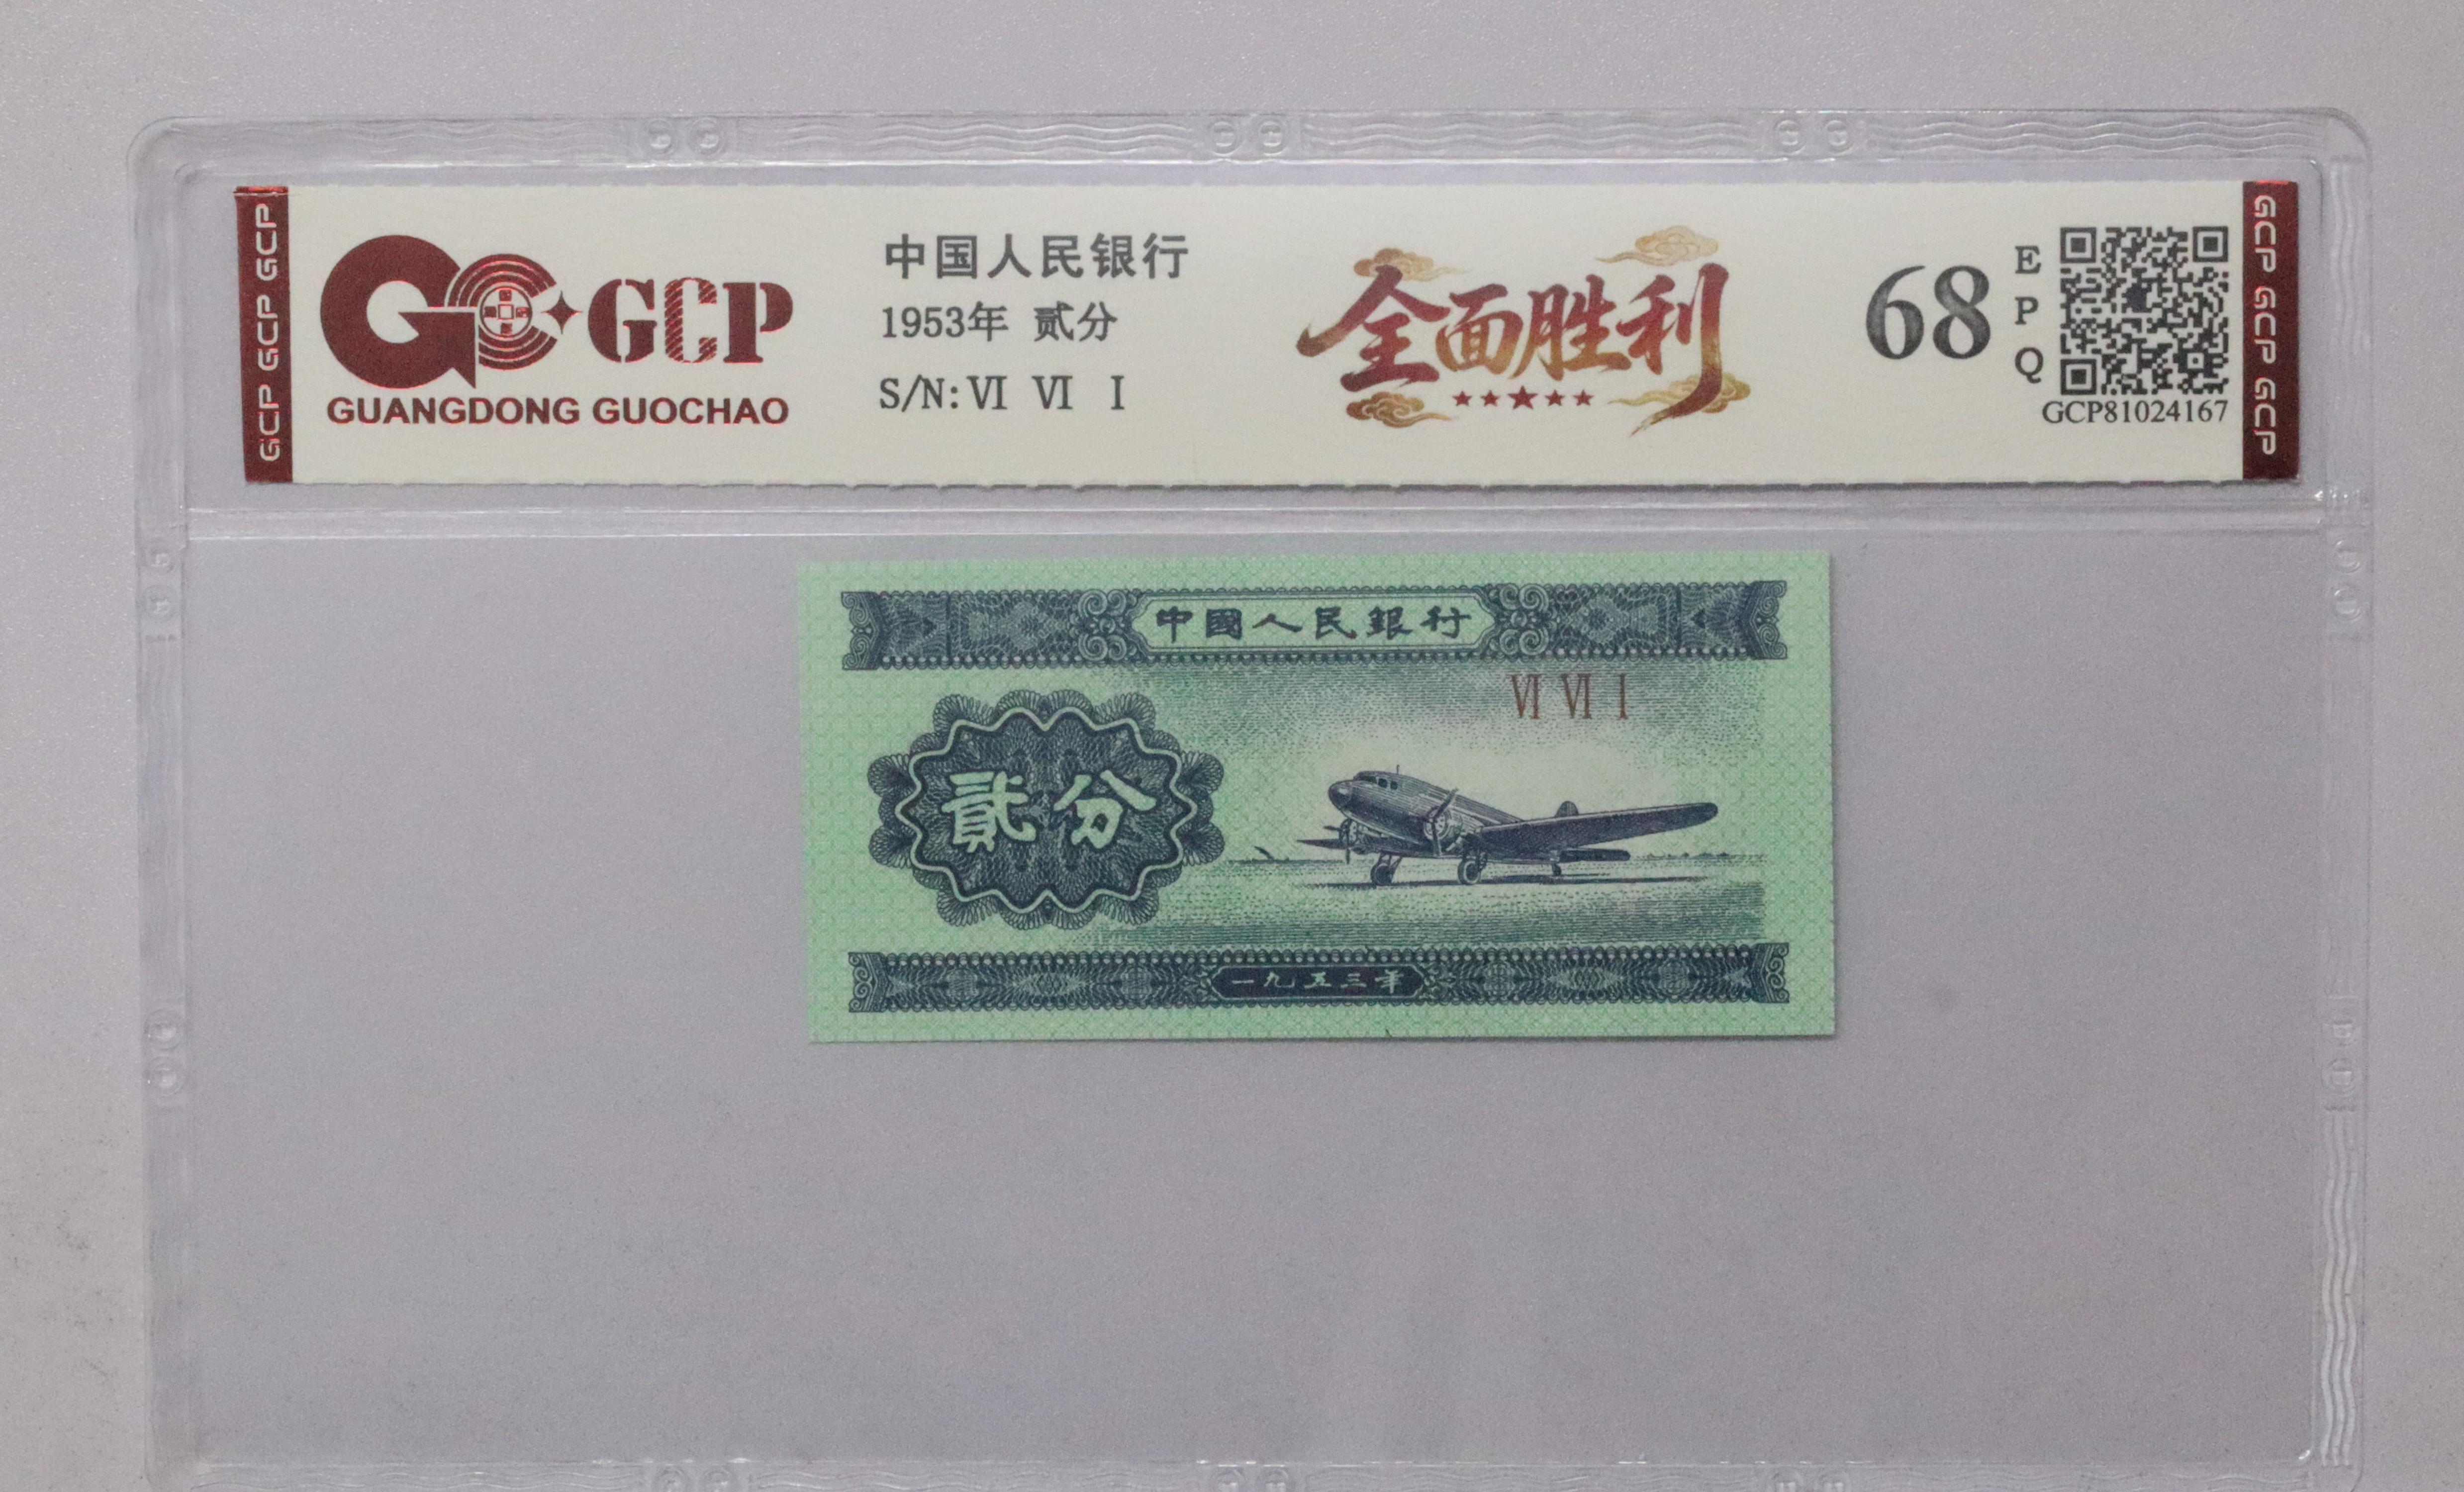 GCP GCP GCP
GCP
GUANGDONG GUOCHAO
中国人民银行
1953年 贰分
S/N: VI VI I
全面胜利
68
E
P
Q
GCP81024167
GCP GCP GCP
中國人民銀行
VI VI I
貳分
一九五三年